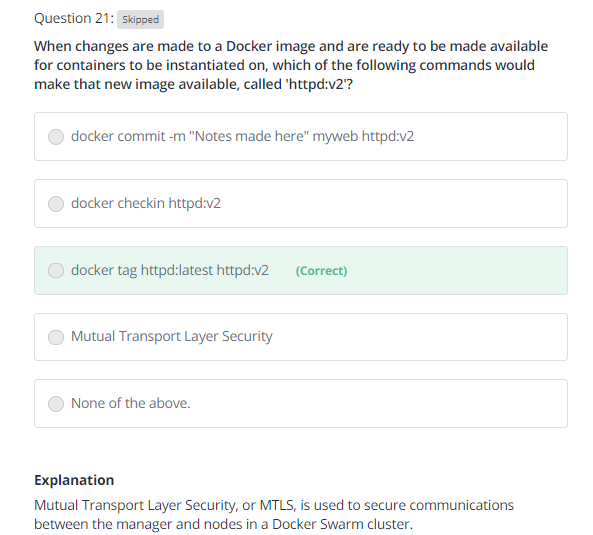 Question 21: Skipped
When changes are made to a Docker image and are ready to be made available
for containers to be instantiated on, which of the following commands would
make that new image available, called 'httpd:v2'?
docker commit -m "Notes made here" myweb httpd:v2
docker checkin httpd:v2
docker tag httpd:latest httpd:v2 (Correct)
Mutual Transport Layer Security
None of the above.
Explanation
Mutual Transport Layer Security, or MTLS, is used to secure communications
between the manager and nodes in a Docker Swarm cluster.